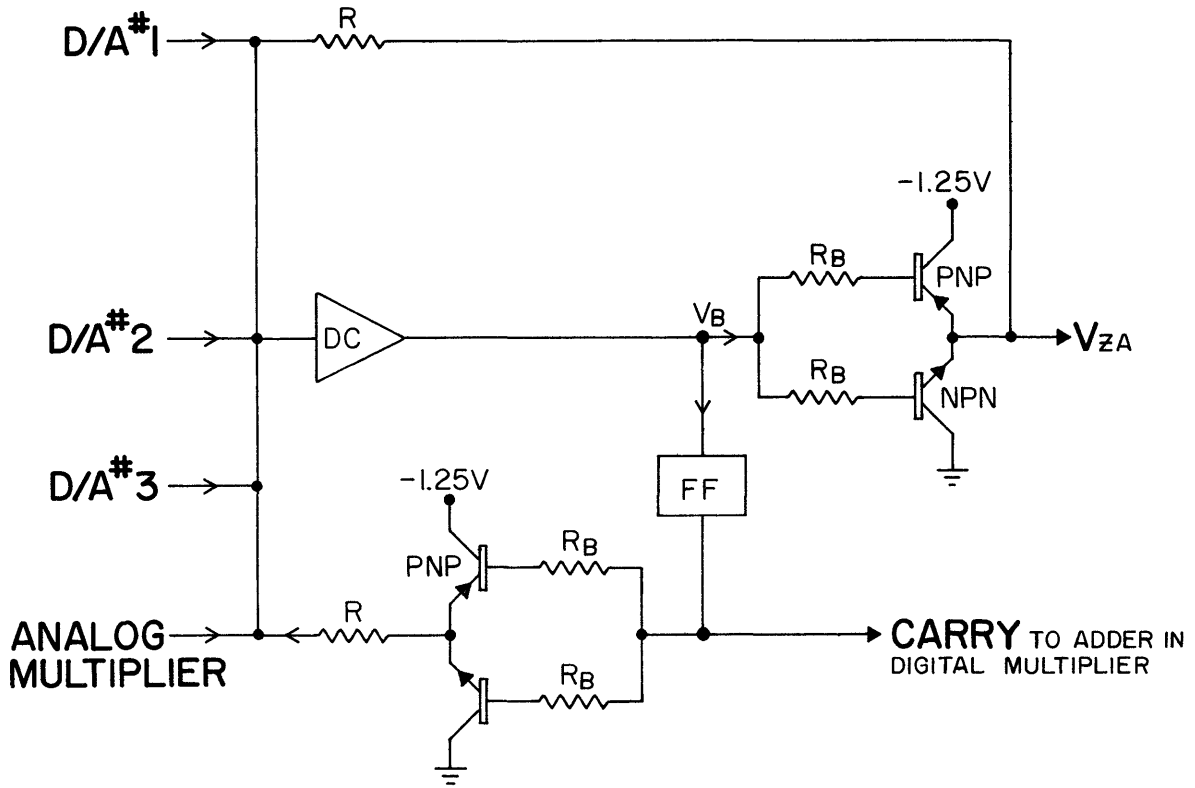 D/A#1
R
-1.25V
RB
PNP
D/A#2
DC
VB
VZA
RB
NPN
D/A#3
-1.25V
FF
PNP
RB
ANALOG
MULTIPLIER
R
CARRY TO ADDER IN
DIGITAL MULTIPLIER
RB